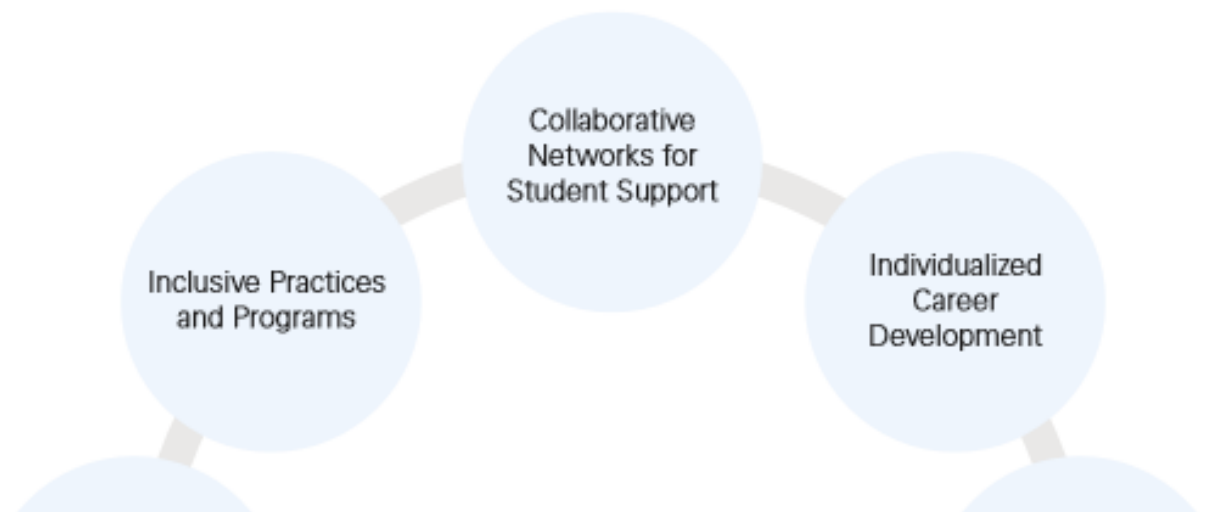 Collaborative
Networks for
Student Support
Inclusive Practices
and Programs
Individualized
Career
Development